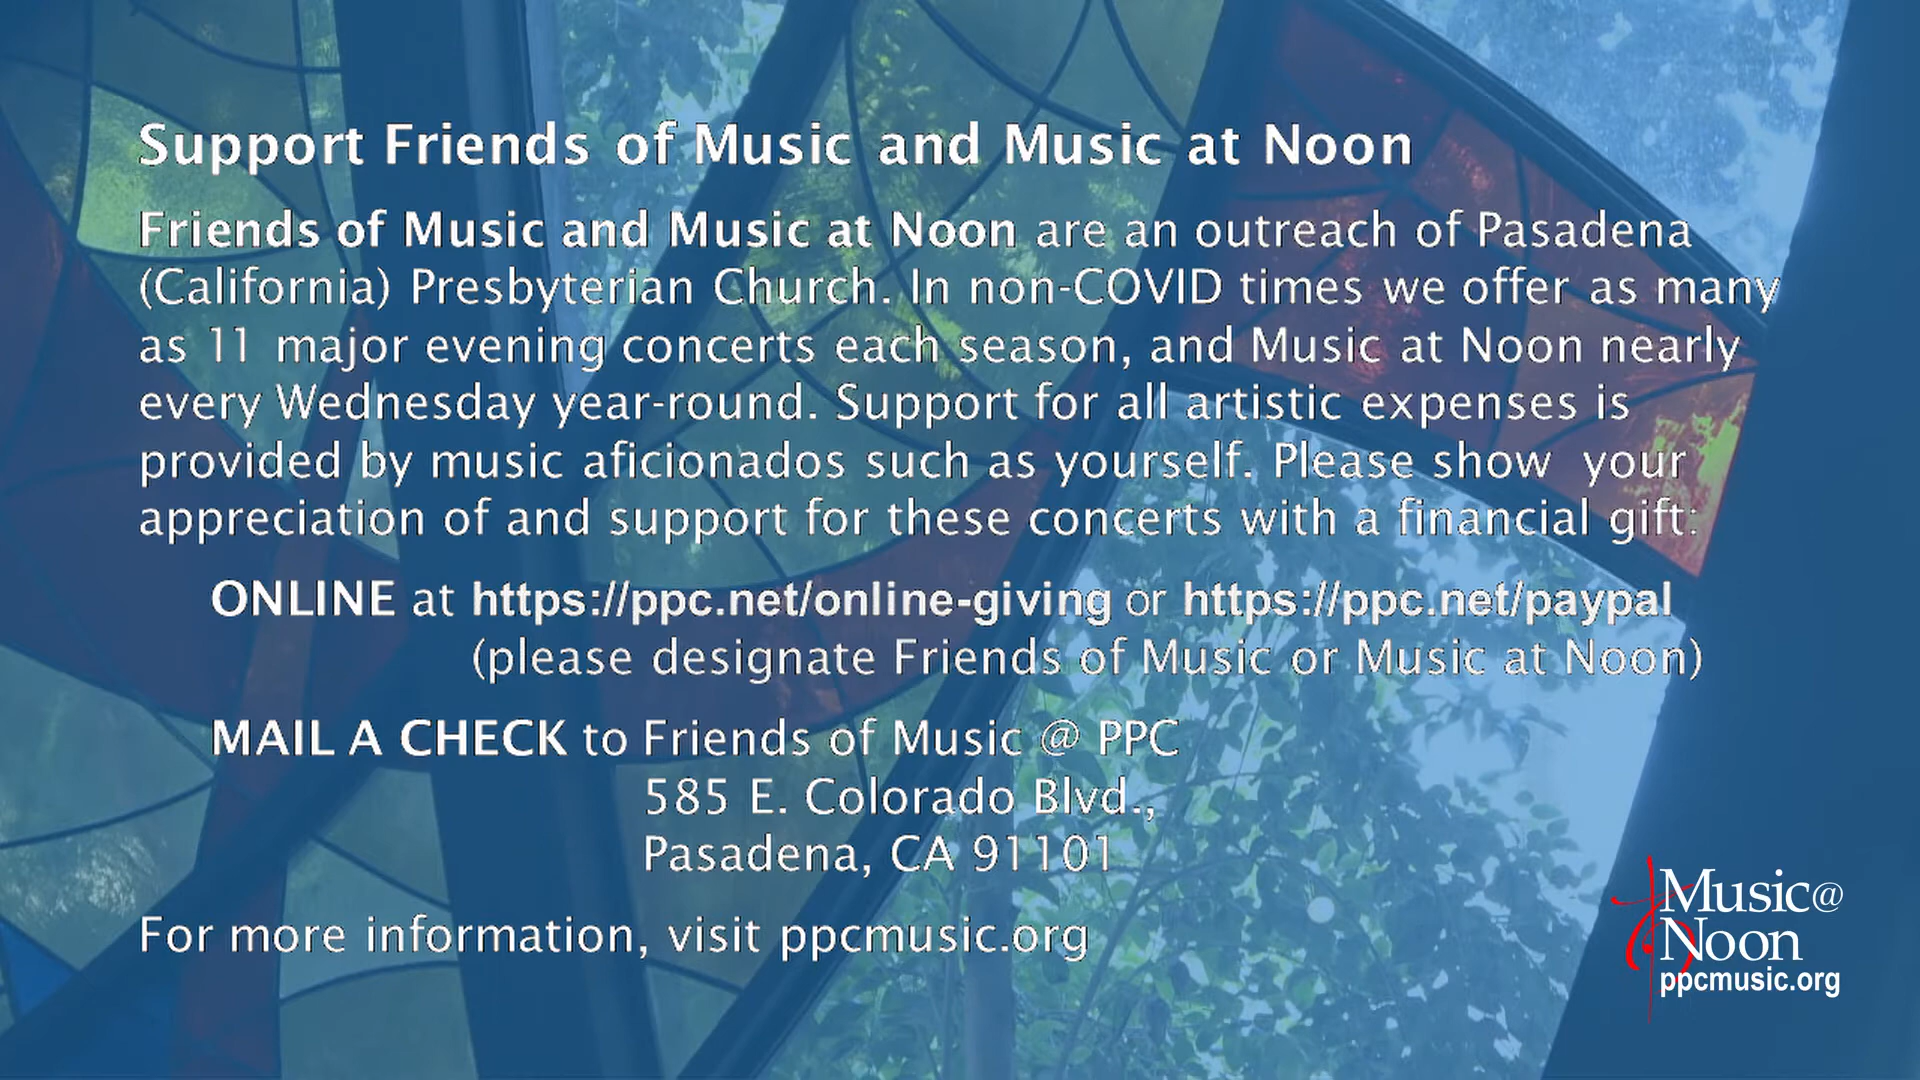 Support Friends of Music and Music at Noon
Friends of Music and Music at Noon are an outreach of Pasadena
(California) Presbyterian Church. In non-COVID times we offer as many
as 11 major evening concerts each season, and Music at Noon nearly
every Wednesday year-round. Support for all artistic expenses is
provided by music aficionados such as yourself. Please show your
appreciation of and support for these concerts with a financial gift:
ONLINE at https://ppc.net/online-giving or https://ppc.net/paypal
(please designate Friends of Music or Music at Noon)
MAIL A CHECK to Friends of Music @ PPC
585 E. Colorado Blvd.,
Pasadena, CA 91101
For more information, visit ppcmusic.org
Music@
Noon
ppcmusic.org